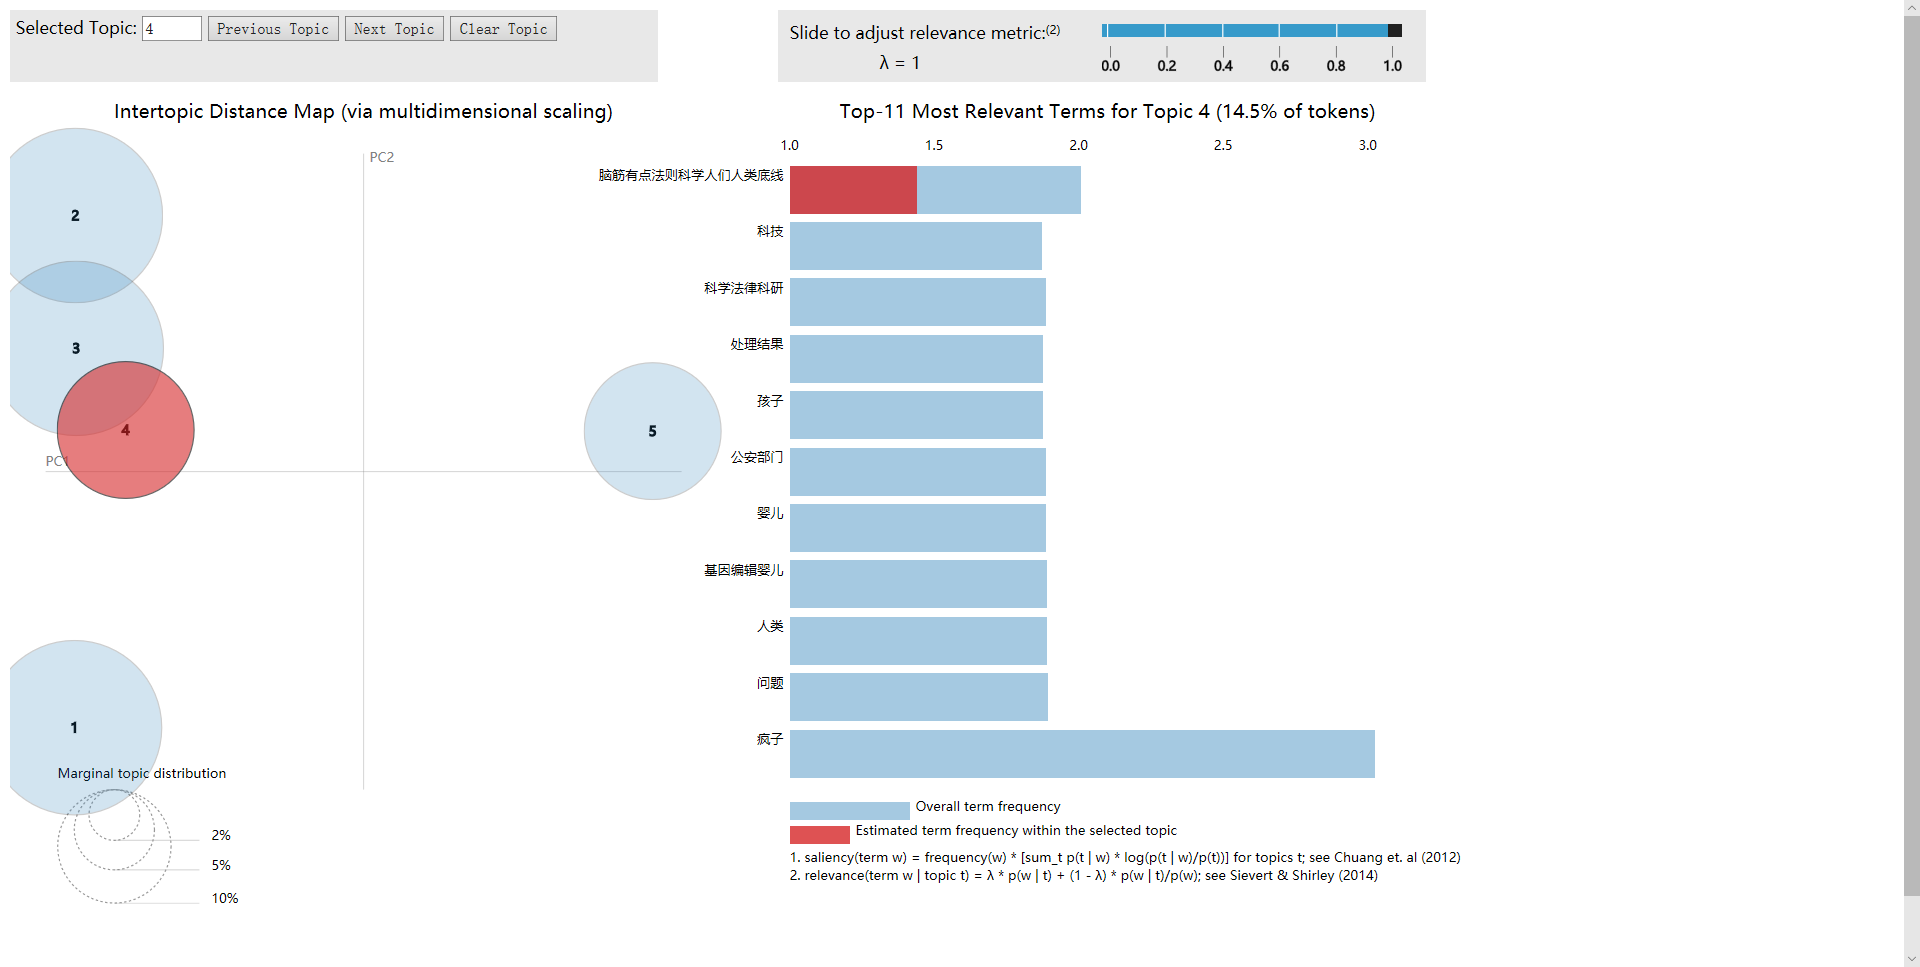 Selected Topic: 4 Previous Topic Next Topic Clear Topic
Slide to adjust relevance metric:(2)
λ = 1
0.0 0.2 0.4 0.6 0.8 1.0
Intertopic Distance Map (via multidimensional scaling)
PC2
PC1
2
3
4
5
1
Marginal topic distribution
2%
5%
10%
Top-11 Most Relevant Terms for Topic 4 (14.5% of tokens)
1.0 1.5 2.0 2.5 3.0
脑筋有点法则科学人们人类底线
科技
科学法律科研
处理结果
孩子
公安部门
婴儿
基因编辑婴儿
人类
问题
疯子
Overall term frequency
Estimated term frequency within the selected topic
1. saliency(term w) = frequency(w) * [sum_t p(t | w) * log(p(t | w)/p(t))] for topics t; see Chuang et. al (2012)
2. relevance(term w | topic t) = λ * p(w | t) + (1 - λ) * p(w | t)/p(w); see Sievert & Shirley (2014)